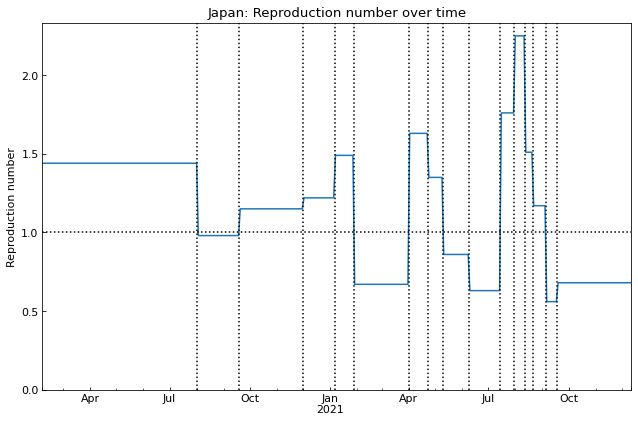 Japan: Reproduction number over time
Reproduction number
2.0
1.5
1.0
0.5
0.0
Apr Jul Oct Jan Apr Jul Oct
2021